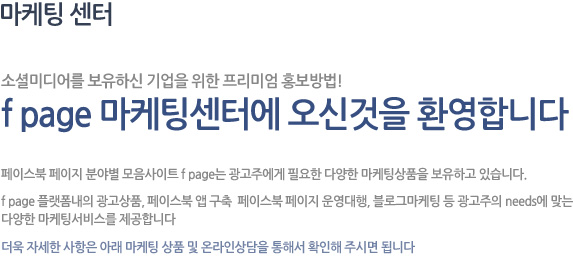 마케팅 센터
소셜미디어를 보유하신 기업을 위한 프리미엄 홍보방법!
f page 마케팅센터에 오신것을 환영합니다
페이스북 페이지 분야별 모음사이트 f page는 광고주에게 필요한 다양한 마케팅상품을 보유하고 있습니다.
f page 플랫폼내의 광고상품, 페이스북 앱 구축 페이스북 페이지 운영대행, 블로그마케팅 등 광고주의 needs에 맞는
다양한 마케팅서비스를 제공합니다
더욱 자세한 사항은 아래 마케팅 상품 및 온라인상담을 통해서 확인해 주시면 됩니다